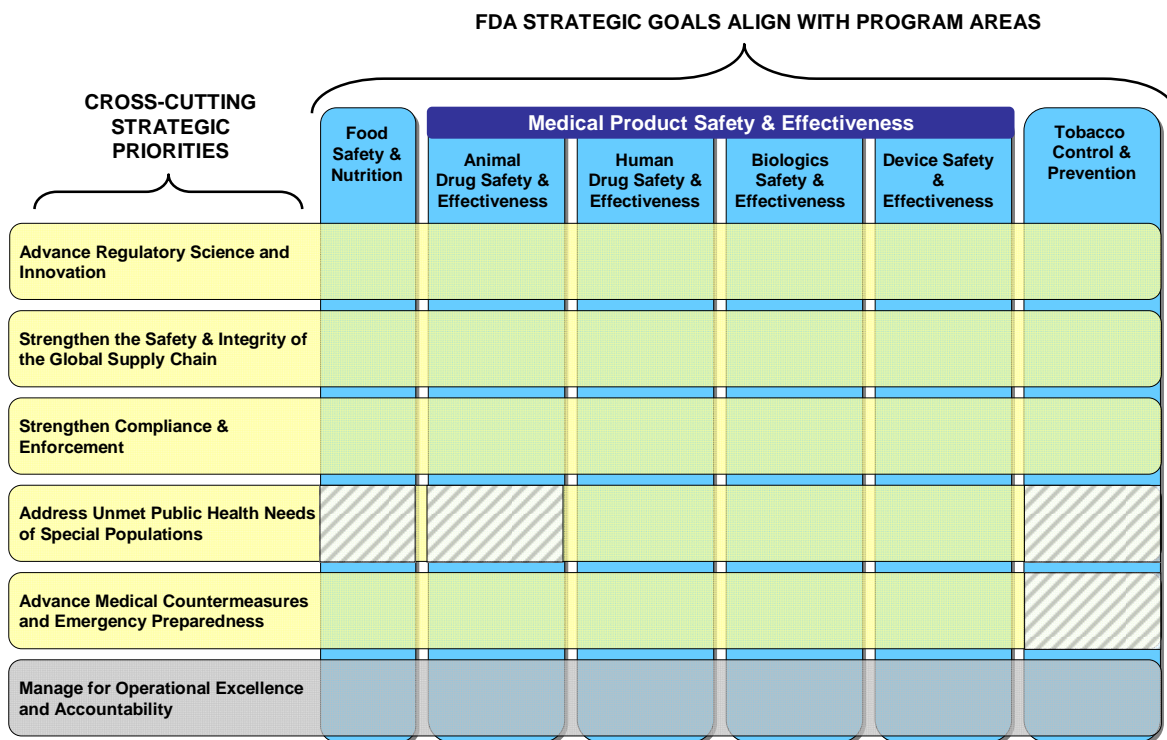 FDA STRATEGIC GOALS ALIGN WITH PROGRAM AREAS
CROSS-CUTTING
STRATEGIC
PRIORITIES
Food
Safety &
Nutrition
Medical Product Safety & Effectiveness
Animal
Drug Safety &
Effectiveness
Human
Drug Safety &
Effectiveness
Biologics
Safety &
Effectiveness
Device Safety
&
Effectiveness
Tobacco
Control &
Prevention
Advance Regulatory Science and
Innovation
Strengthen the Safety & Integrity of
the Global Supply Chain
Strengthen Compliance &
Enforcement
Address Unmet Public Health Needs
of Special Populations
Advance Medical Countermeasures
and Emergency Preparedness
Manage for Operational Excellence
and Accountability